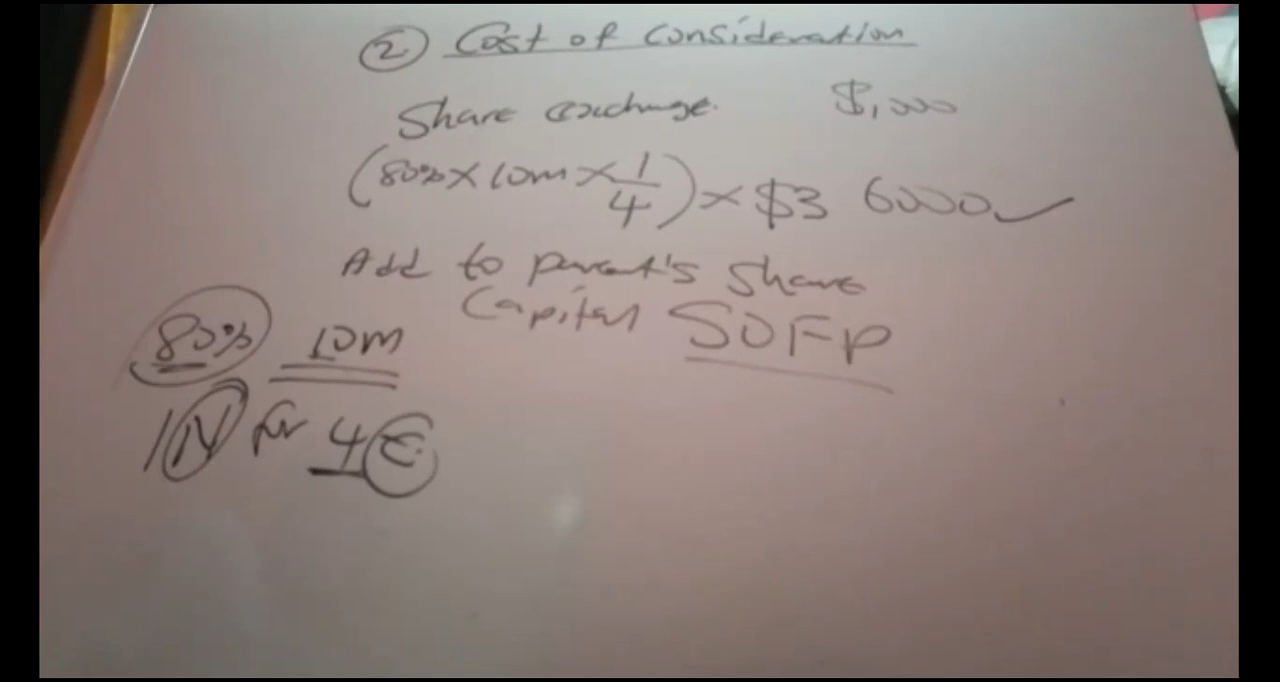 ② Cost of Consideration
Share exchange. $,000
(80% x 10m x 1/4) x $3 6000 ✓
Add to parent's share
Capital SOFP
80% 10m
1N for 4E